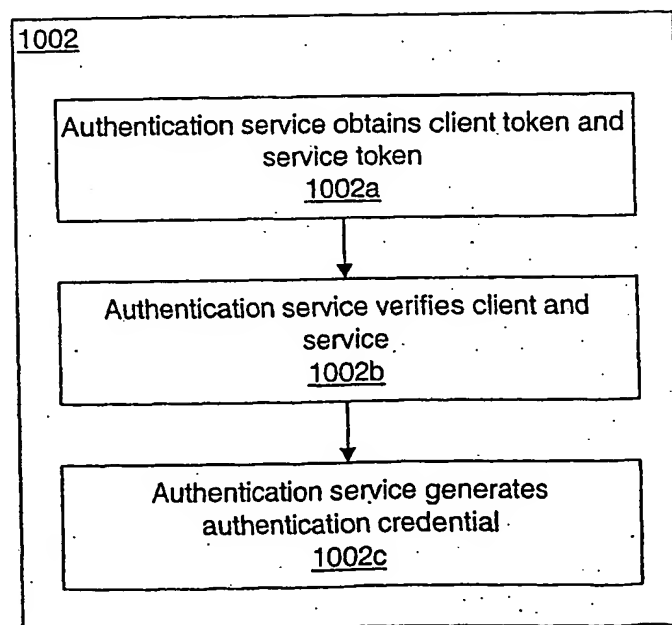 1002
Authentication service obtains client token and
service token
1002a
Authentication service verifies client and
service
1002b
Authentication service generates
authentication credential
1002c